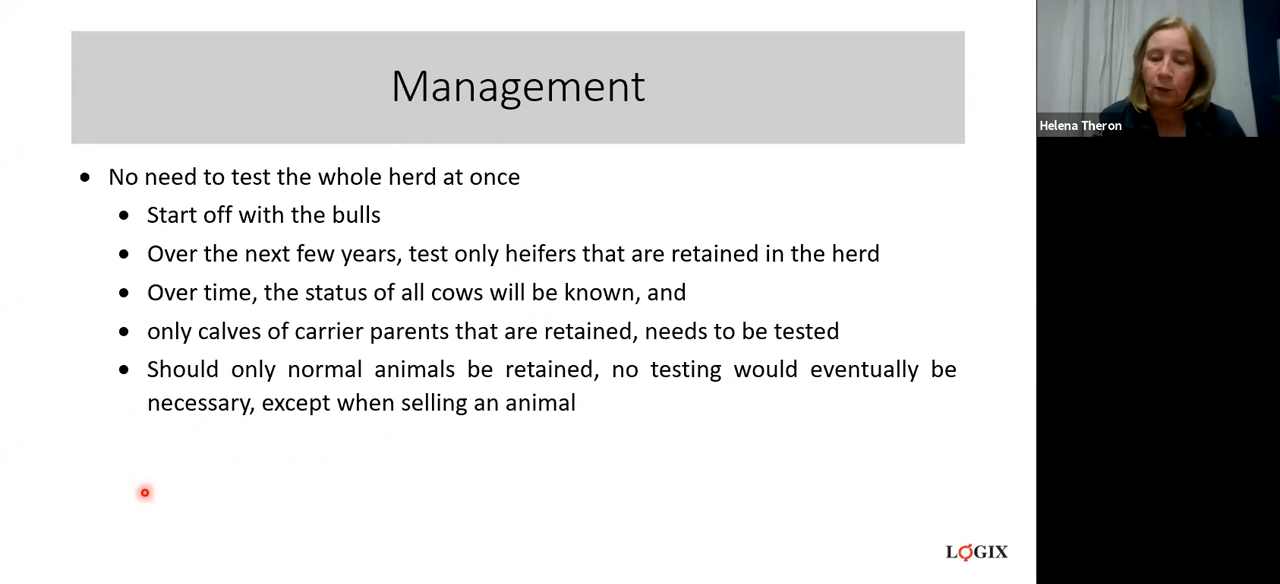 Management
Helena Theron
• No need to test the whole herd at once
• Start off with the bulls
• Over the next few years, test only heifers that are retained in the herd
• Over time, the status of all cows will be known, and
• only calves of carrier parents that are retained, needs to be tested
• Should only normal animals be retained, no testing would eventually be
necessary, except when selling an animal
LOGIX